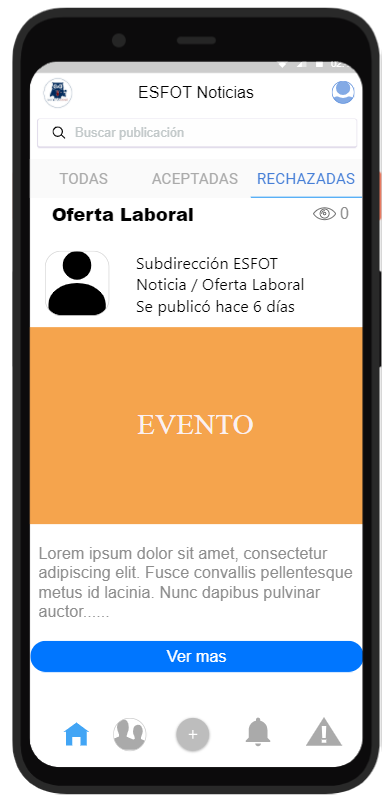 ESFOT Noticias
Buscar publicación
TODAS ACEPTADAS RECHAZADAS
Oferta Laboral 0
Subdirección ESFOT
Noticia / Oferta Laboral
Se publicó hace 6 días
EVENTO
Lorem ipsum dolor sit amet, consectetur
adipiscing elit. Fusce convallis pellentesque
metus id lacinia. Nunc dapibus pulvinar
auctor......
Ver mas
+